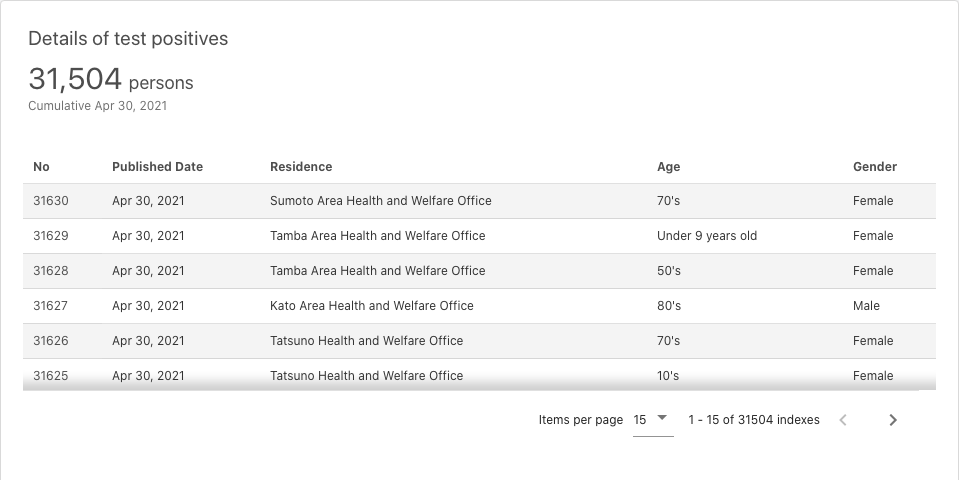 Details of test positives
31,504 persons
Cumulative Apr 30, 2021
No Published Date Residence Age Gender
31630 Apr 30, 2021 Sumoto Area Health and Welfare Office 70's Female
31629 Apr 30, 2021 Tamba Area Health and Welfare Office Under 9 years old Female
31628 Apr 30, 2021 Tamba Area Health and Welfare Office 50's Female
31627 Apr 30, 2021 Kato Area Health and Welfare Office 80's Male
31626 Apr 30, 2021 Tatsuno Health and Welfare Office 70's Female
31625 Apr 30, 2021 Tatsuno Health and Welfare Office 10's Female
Items per page 15 1 - 15 of 31504 indexes